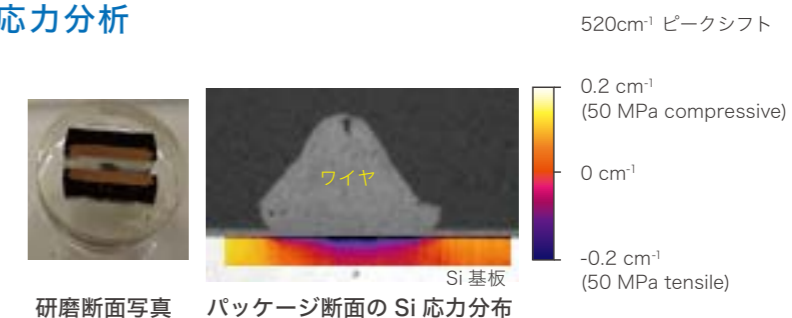 応力分析
520cm⁻¹ ピークシフト
0.2 cm⁻¹
(50 MPa compressive)
0 cm⁻¹
-0.2 cm⁻¹
(50 MPa tensile)
ワイヤ
Si 基板
研磨断面写真
パッケージ断面の Si 応力分布